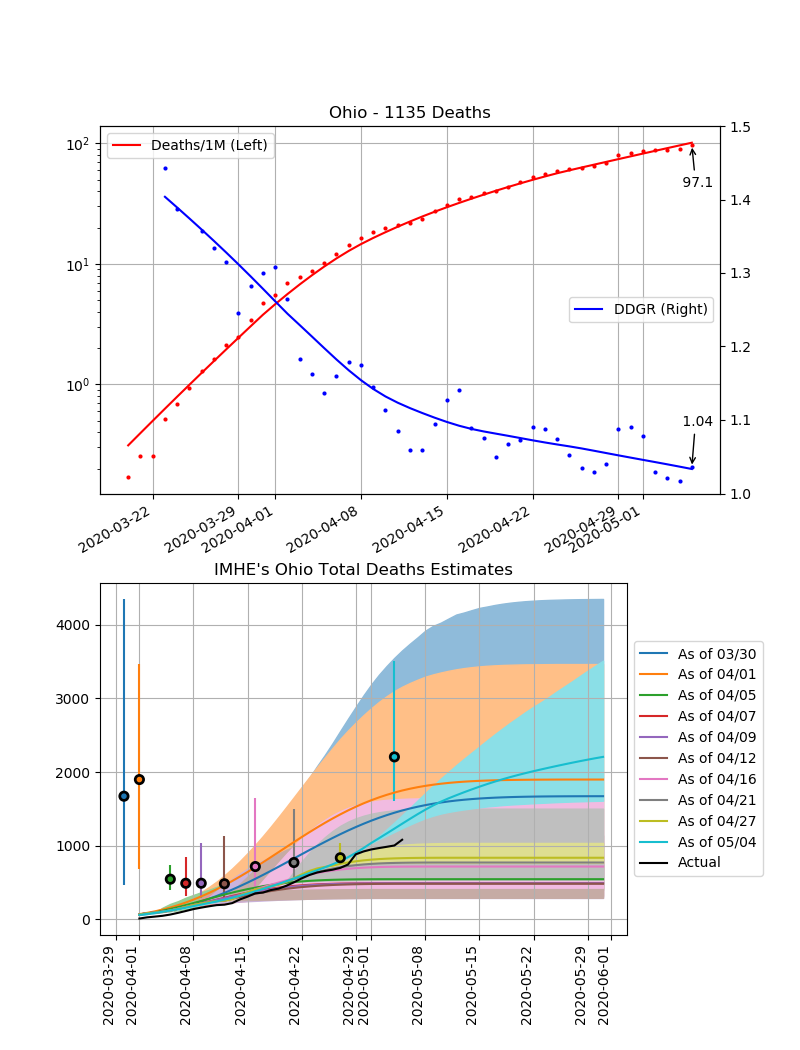 Ohio - 1135 Deaths
Deaths/1M (Left)
DDGR (Right)
97.1
1.04
10²
10¹
10⁰
1.5
1.4
1.3
1.2
1.1
1.0
2020-03-22
2020-03-29
2020-04-01
2020-04-08
2020-04-15
2020-04-22
2020-04-29
2020-05-01
IMHE's Ohio Total Deaths Estimates
4000
3000
2000
1000
0
2020-03-29
2020-04-01
2020-04-08
2020-04-15
2020-04-22
2020-04-29
2020-05-01
2020-05-08
2020-05-15
2020-05-22
2020-05-29
2020-06-01
As of 03/30
As of 04/01
As of 04/05
As of 04/07
As of 04/09
As of 04/12
As of 04/16
As of 04/21
As of 04/27
As of 05/04
Actual